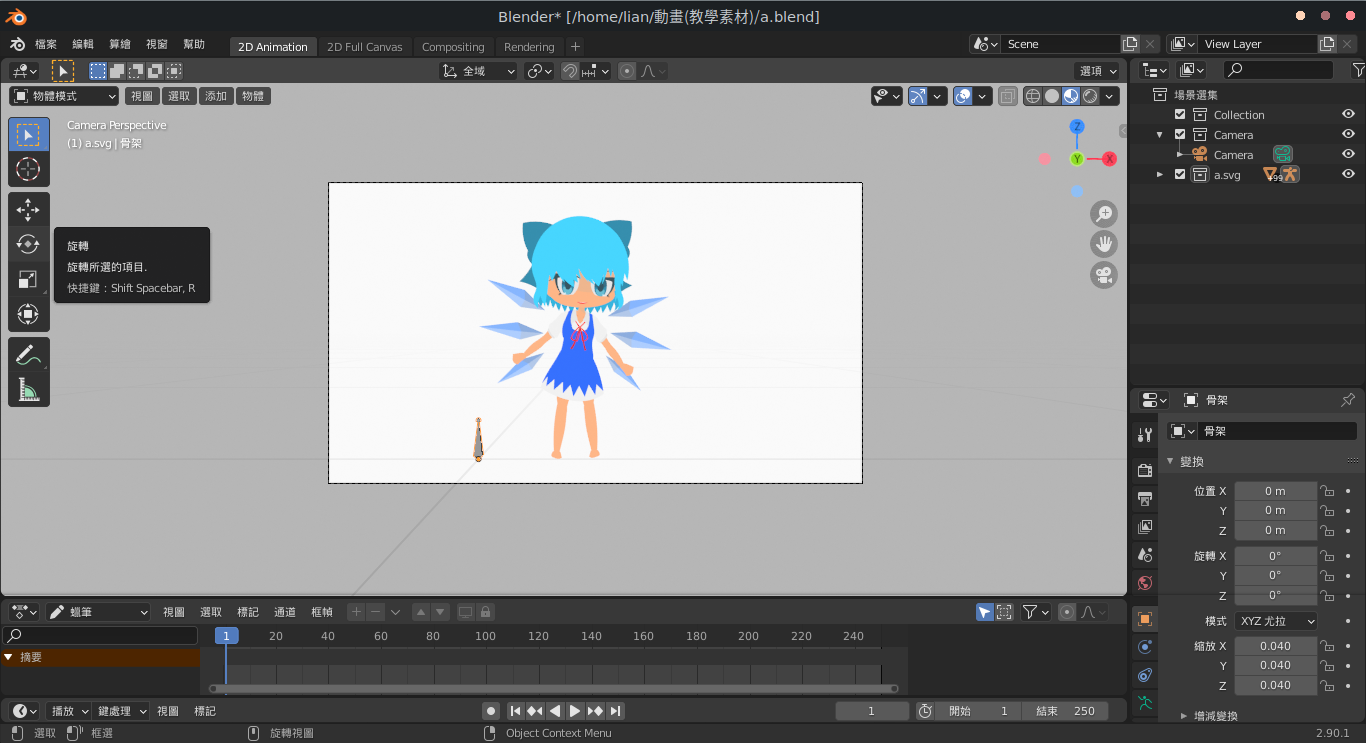 Blender* [/home/lian/動畫(教學素材)/a.blend]
檔案 編輯 算繪 視窗 幫助 2D Animation 2D Full Canvas Compositing Rendering + Scene View Layer
全域 選項
物體模式 視圖 選取 添加 物體
Camera Perspective
(1) a.svg | 骨架
Z
Y X
旋轉
旋轉所選的項目.
快捷鍵：Shift Spacebar, R
場景選集
Collection
Camera
Camera
a.svg +99
骨架
骨架
變換
位置 X 0 m
Y 0 m
Z 0 m
旋轉 X 0°
Y 0°
Z 0°
模式 XYZ 尤拉
縮放 X 0.040
Y 0.040
Z 0.040
增減變換
蠟筆 視圖 選取 標記 通道 框幀
1 20 40 60 80 100 120 140 160 180 200 220 240
摘要
播放 鍵處理 視圖 標記 1 開始 1 結束 250
選取 框選 旋轉視圖 Object Context Menu 2.90.1